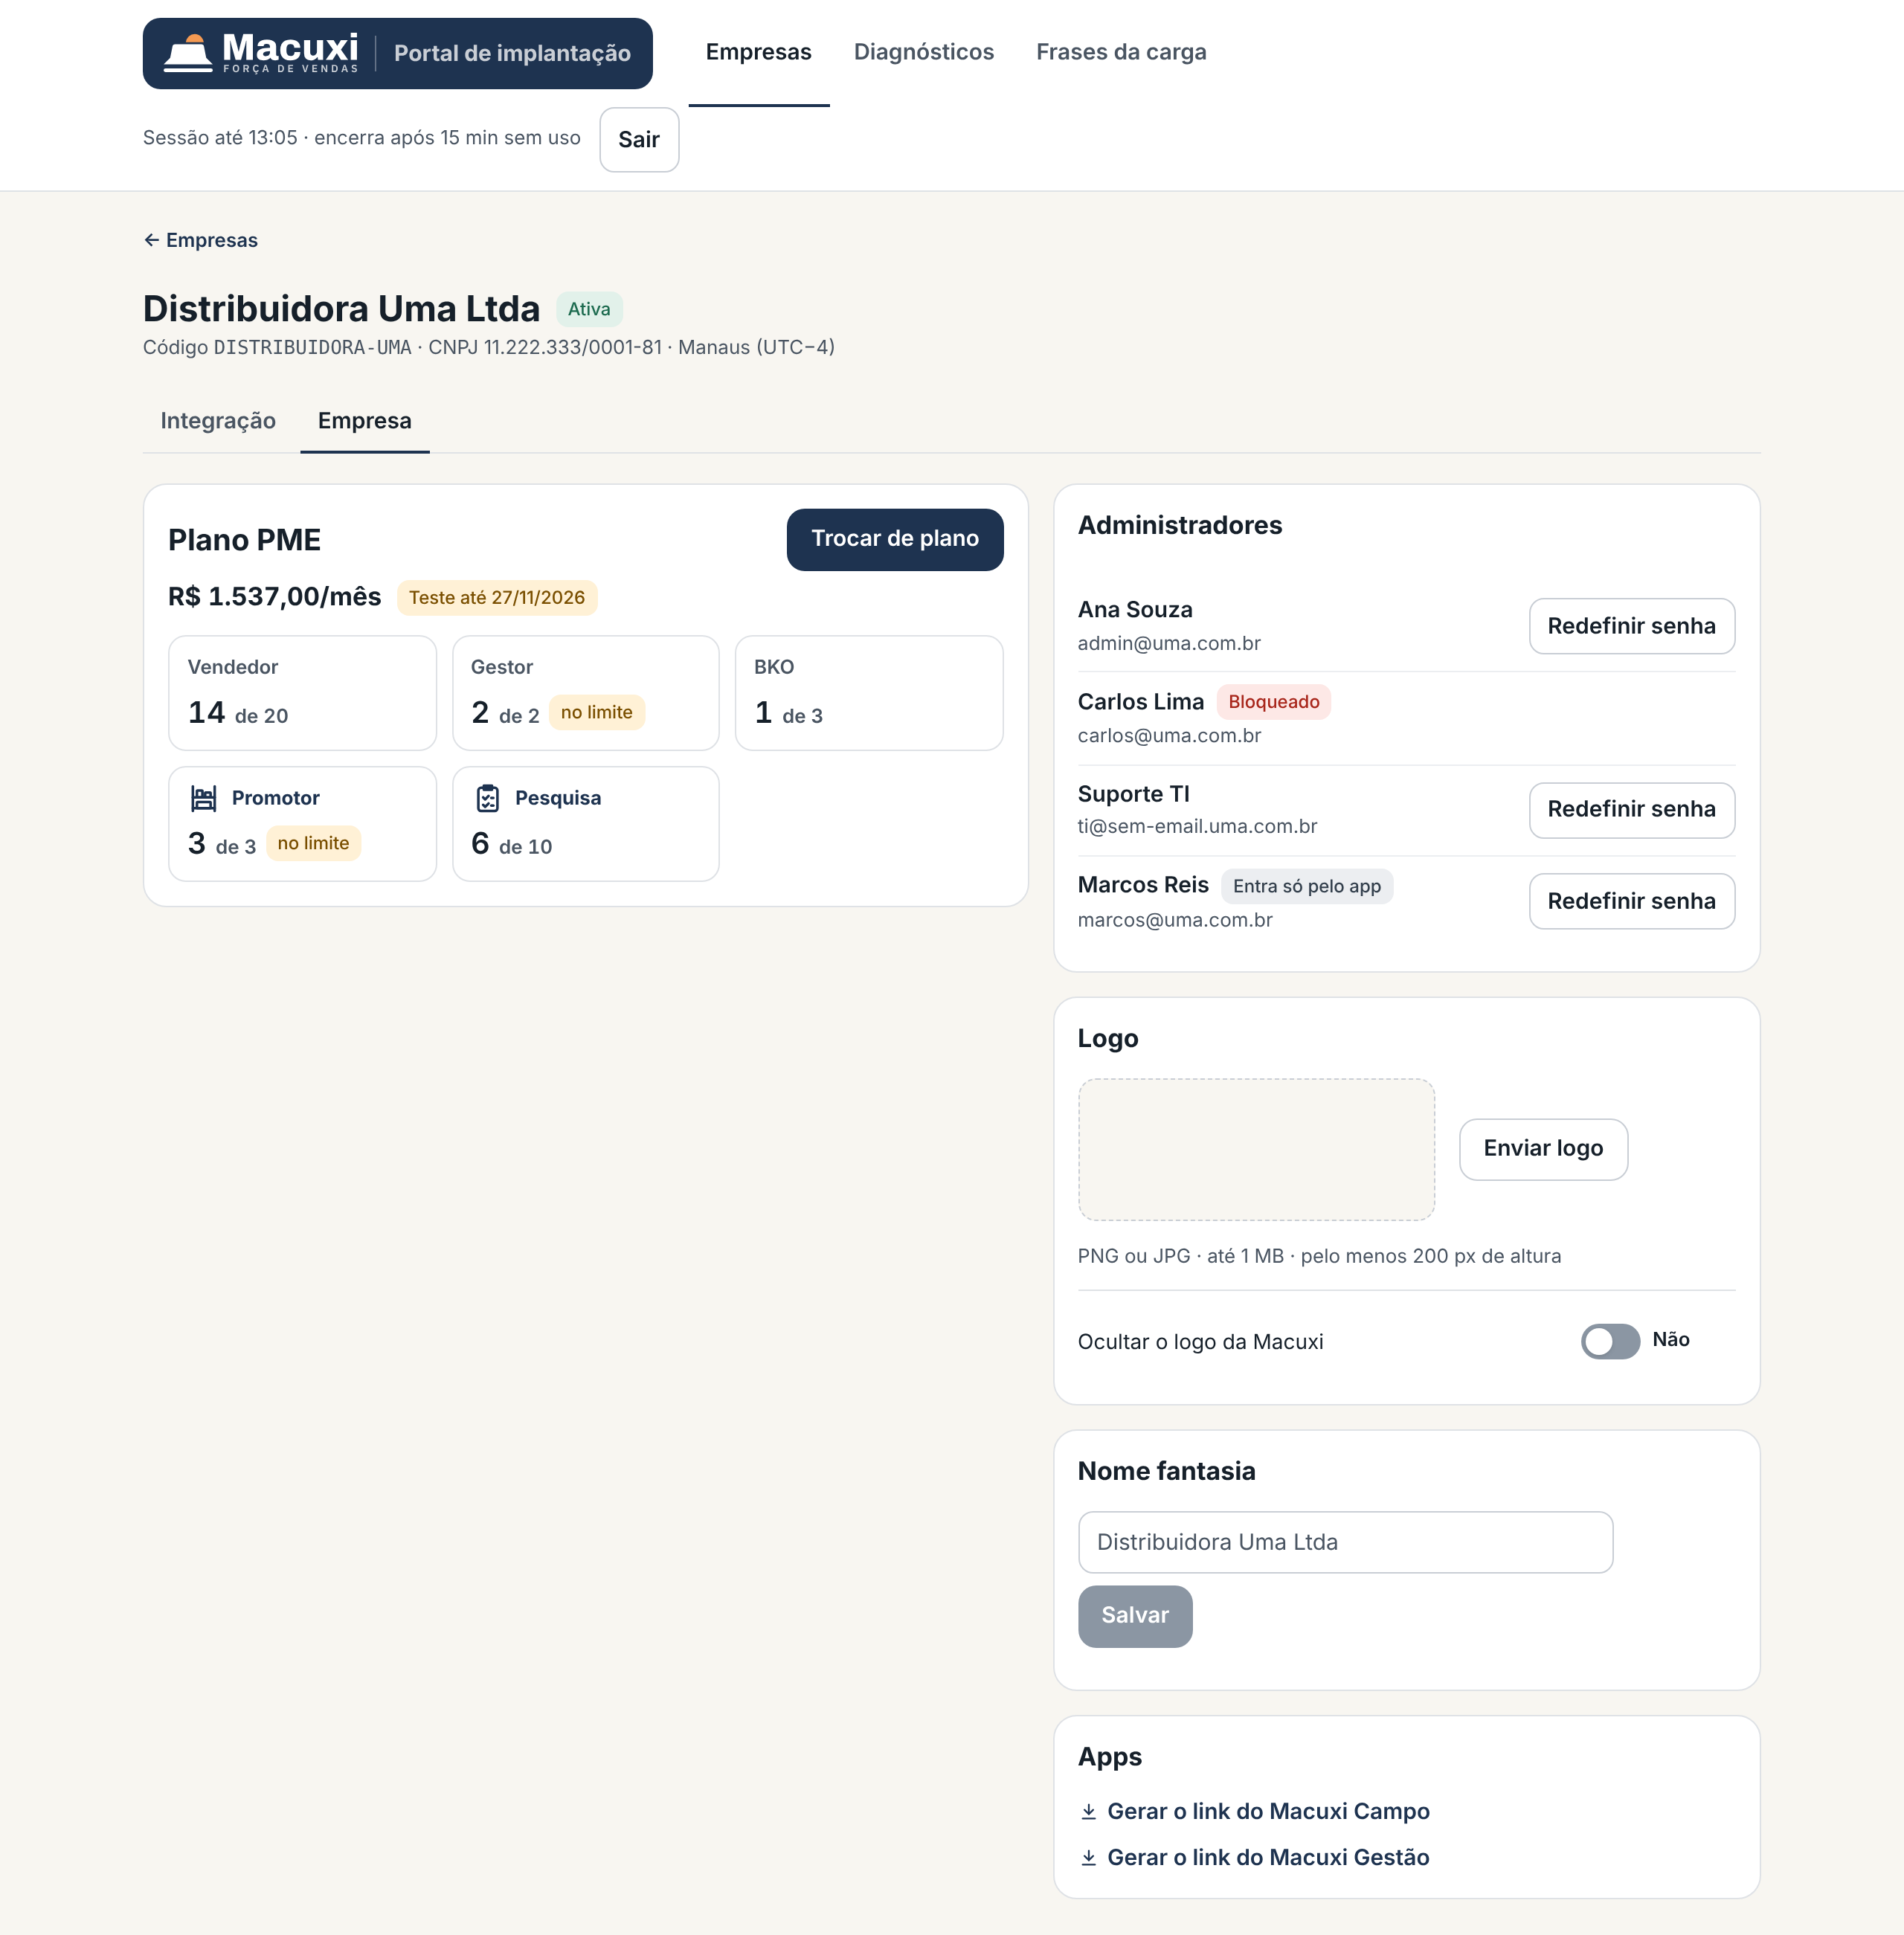 Macuxi
FORÇA DE VENDAS
Portal de implantação
Empresas
Diagnósticos
Frases da carga
Sessão até 13:05 · encerra após 15 min sem uso
Sair
← Empresas
Distribuidora Uma Ltda
Ativa
Código DISTRIBUIDORA-UMA · CNPJ 11.222.333/0001-81 · Manaus (UTC−4)
Integração
Empresa
Plano PME
Trocar de plano
R$ 1.537,00/mês
Teste até 27/11/2026
Vendedor
14 de 20
Gestor
2 de 2 no limite
BKO
1 de 3
Promotor
3 de 3 no limite
Pesquisa
6 de 10
Administradores
Ana Souza
admin@uma.com.br
Redefinir senha
Carlos Lima Bloqueado
carlos@uma.com.br
Suporte TI
ti@sem-email.uma.com.br
Redefinir senha
Marcos Reis Entra só pelo app
marcos@uma.com.br
Redefinir senha
Logo
Enviar logo
PNG ou JPG · até 1 MB · pelo menos 200 px de altura
Ocultar o logo da Macuxi
Não
Nome fantasia
Distribuidora Uma Ltda
Salvar
Apps
Gerar o link do Macuxi Campo
Gerar o link do Macuxi Gestão